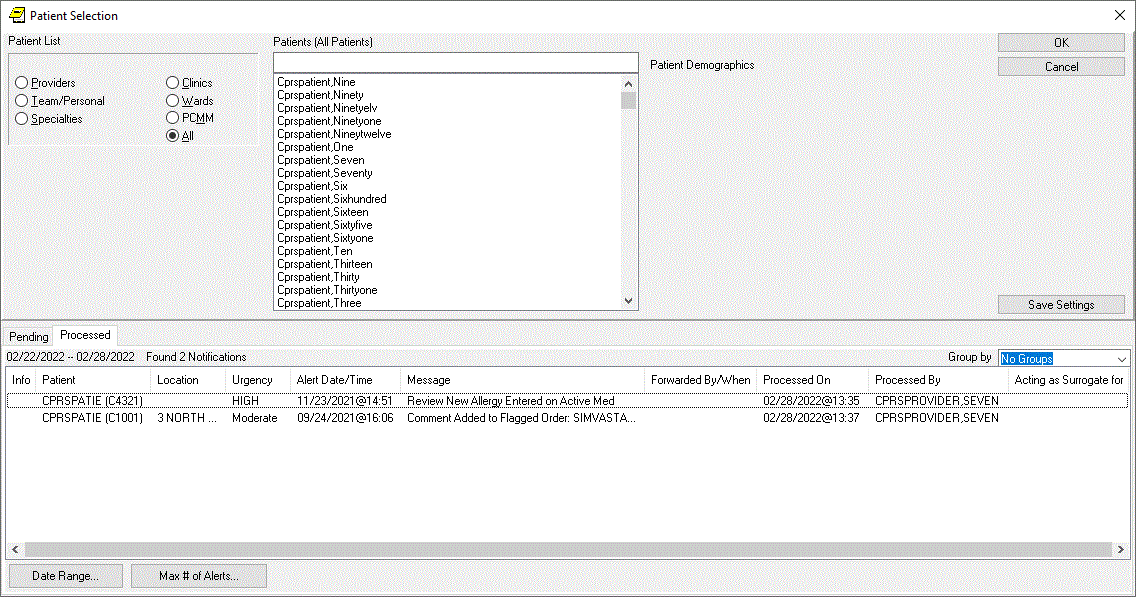 Patient Selection
Patient List
Providers
Team/Personal
Specialties
Clinics
Wards
PCMM
All
Patients (All Patients)
Cprspatient,Nine
Cprspatient,Ninety
Cprspatient,Ninetyelv
Cprspatient,Ninetyone
Cprspatient,Nineytwelve
Cprspatient,One
Cprspatient,Seven
Cprspatient,Seventy
Cprspatient,Six
Cprspatient,Sixhundred
Cprspatient,Sixteen
Cprspatient,Sixtyfive
Cprspatient,Sixtyone
Cprspatient,Ten
Cprspatient,Thirteen
Cprspatient,Thirty
Cprspatient,Thirtyone
Cprspatient,Three
Patient Demographics
OK
Cancel
Save Settings
Pending Processed
02/22/2022 -- 02/28/2022 Found 2 Notifications Group by No Groups
Info Patient Location Urgency Alert Date/Time Message Forwarded By/When Processed On Processed By Acting as Surrogate for
CPRSPATIE (C4321) HIGH 11/23/2021@14:51 Review New Allergy Entered on Active Med 02/28/2022@13:35 CPRSPROVIDER,SEVEN
CPRSPATIE (C1001) 3 NORTH ... Moderate 09/24/2021@16:06 Comment Added to Flagged Order: SIMVASTA... 02/28/2022@13:37 CPRSPROVIDER,SEVEN
Date Range... Max # of Alerts...